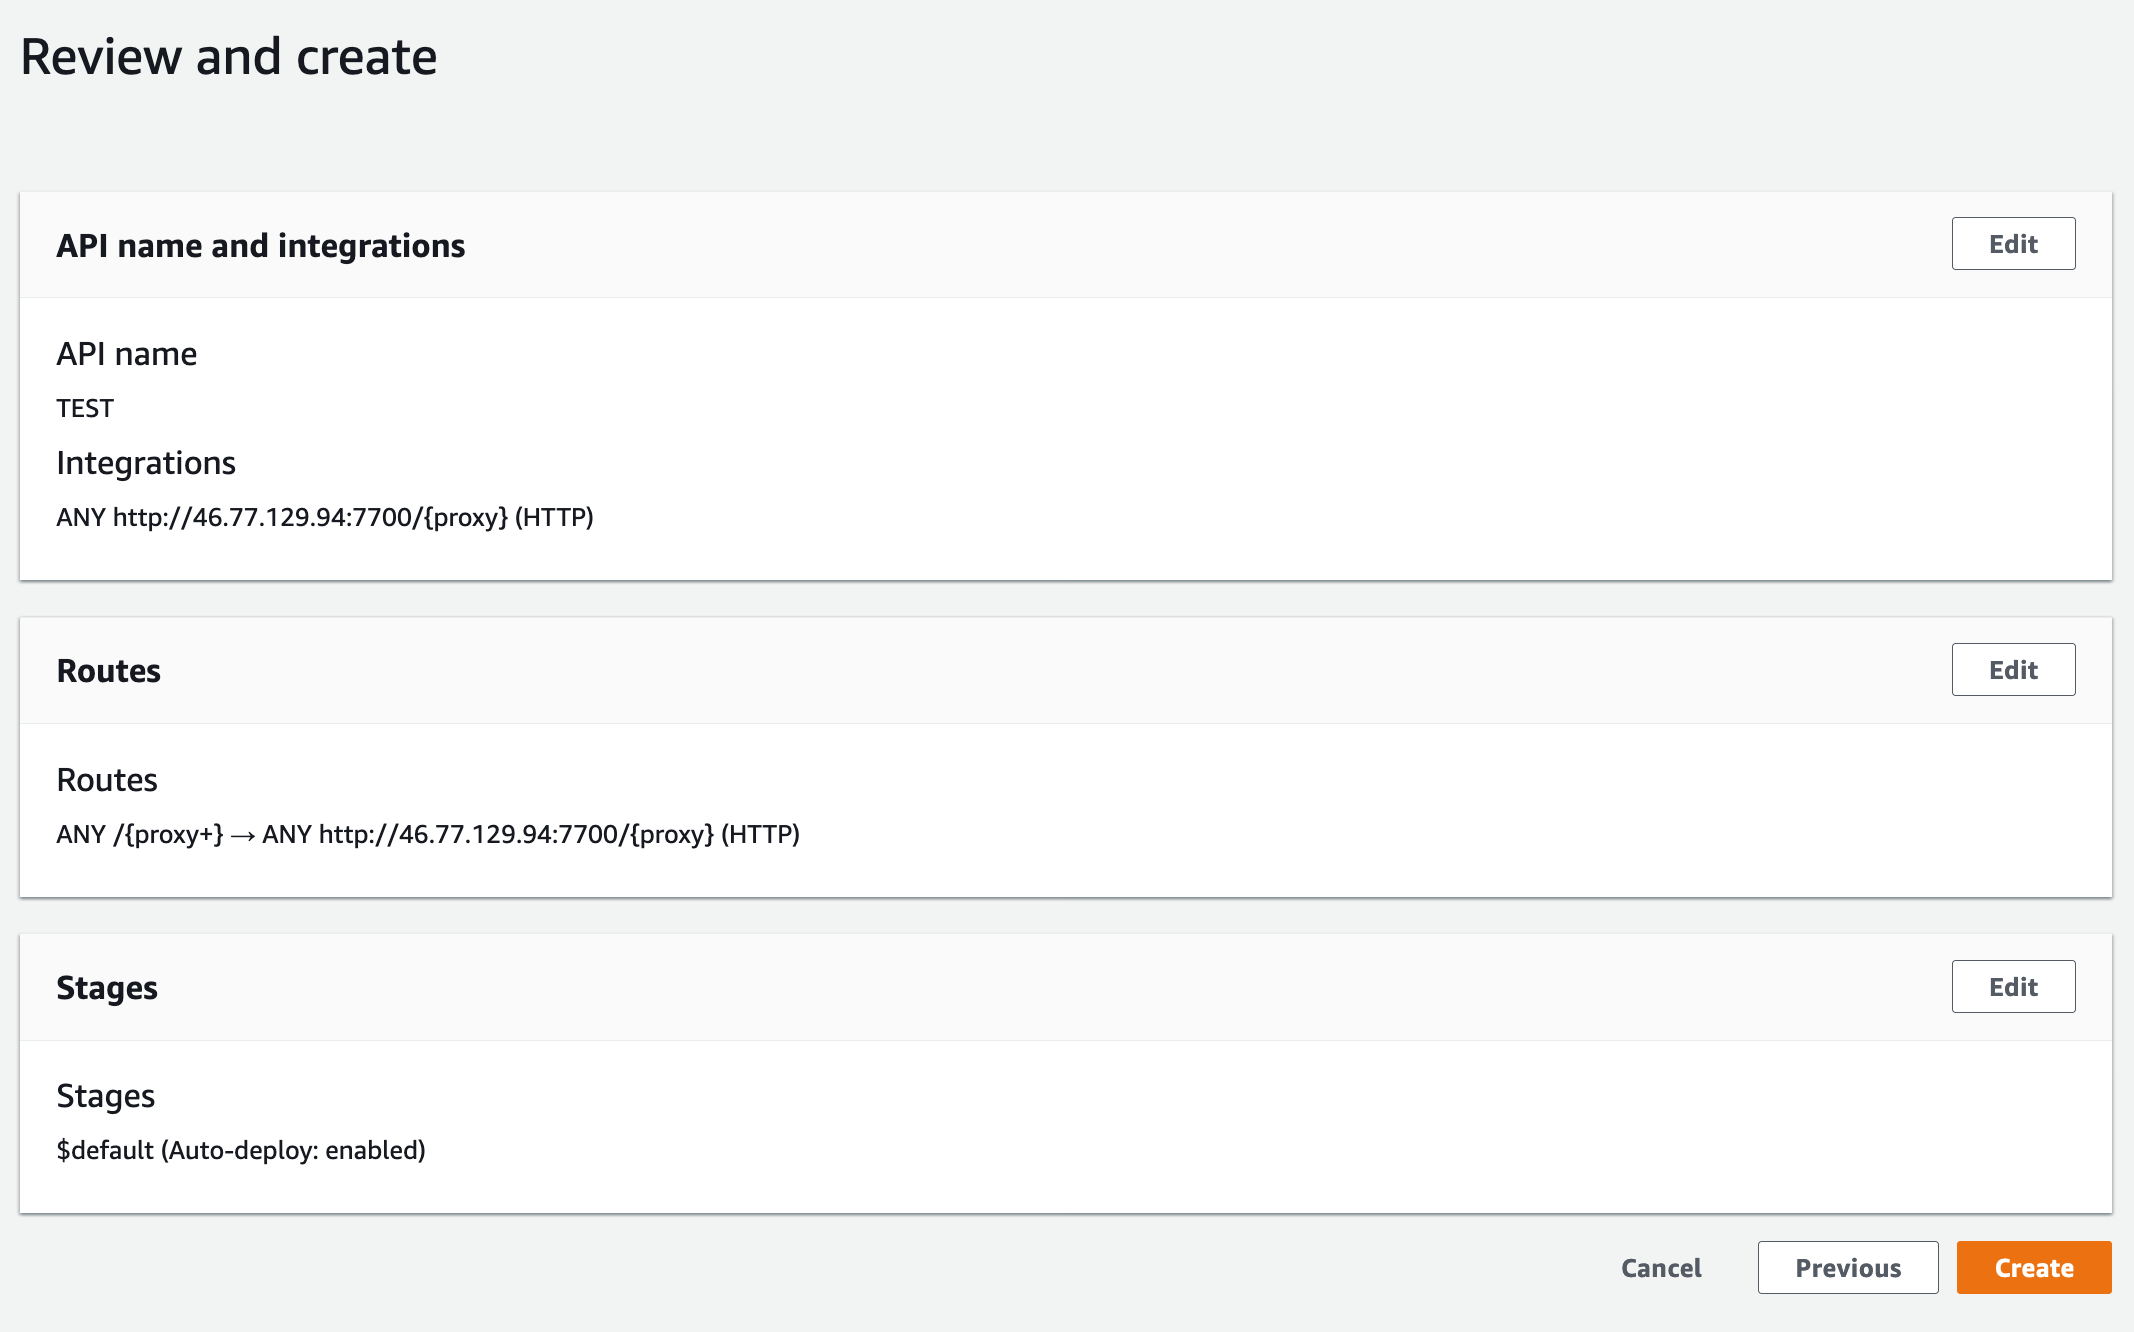 Review and create
API name and integrations
Edit
API name
TEST
Integrations
ANY http://46.77.129.94:7700/{proxy} (HTTP)
Routes
Edit
Routes
ANY /{proxy+} → ANY http://46.77.129.94:7700/{proxy} (HTTP)
Stages
Edit
Stages
$default (Auto-deploy: enabled)
Cancel
Previous
Create